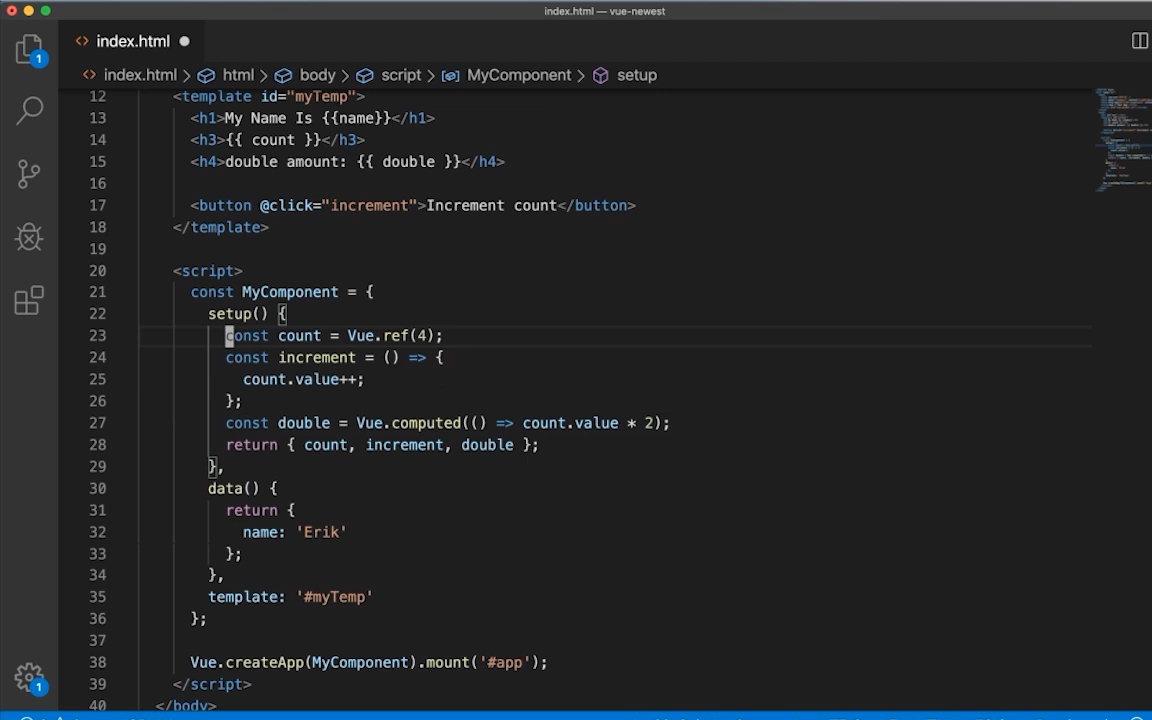 index.html — vue-newest
1
<> index.html ●
<> index.html > html > body > script > MyComponent > setup
12 <template id="myTemp">
13 <h1>My Name Is {{name}}</h1>
14 <h3>{{ count }}</h3>
15 <h4>double amount: {{ double }}</h4>
16
17 <button @click="increment">Increment count</button>
18 </template>
19
20 <script>
21 const MyComponent = {
22 setup() {
23 const count = Vue.ref(4);
24 const increment = () => {
25 count.value++;
26 };
27 const double = Vue.computed(() => count.value * 2);
28 return { count, increment, double };
29 },
30 data() {
31 return {
32 name: 'Erik'
33 };
34 },
35 template: '#myTemp'
36 };
37
38 Vue.createApp(MyComponent).mount('#app');
39 </script>
40 </body>
1